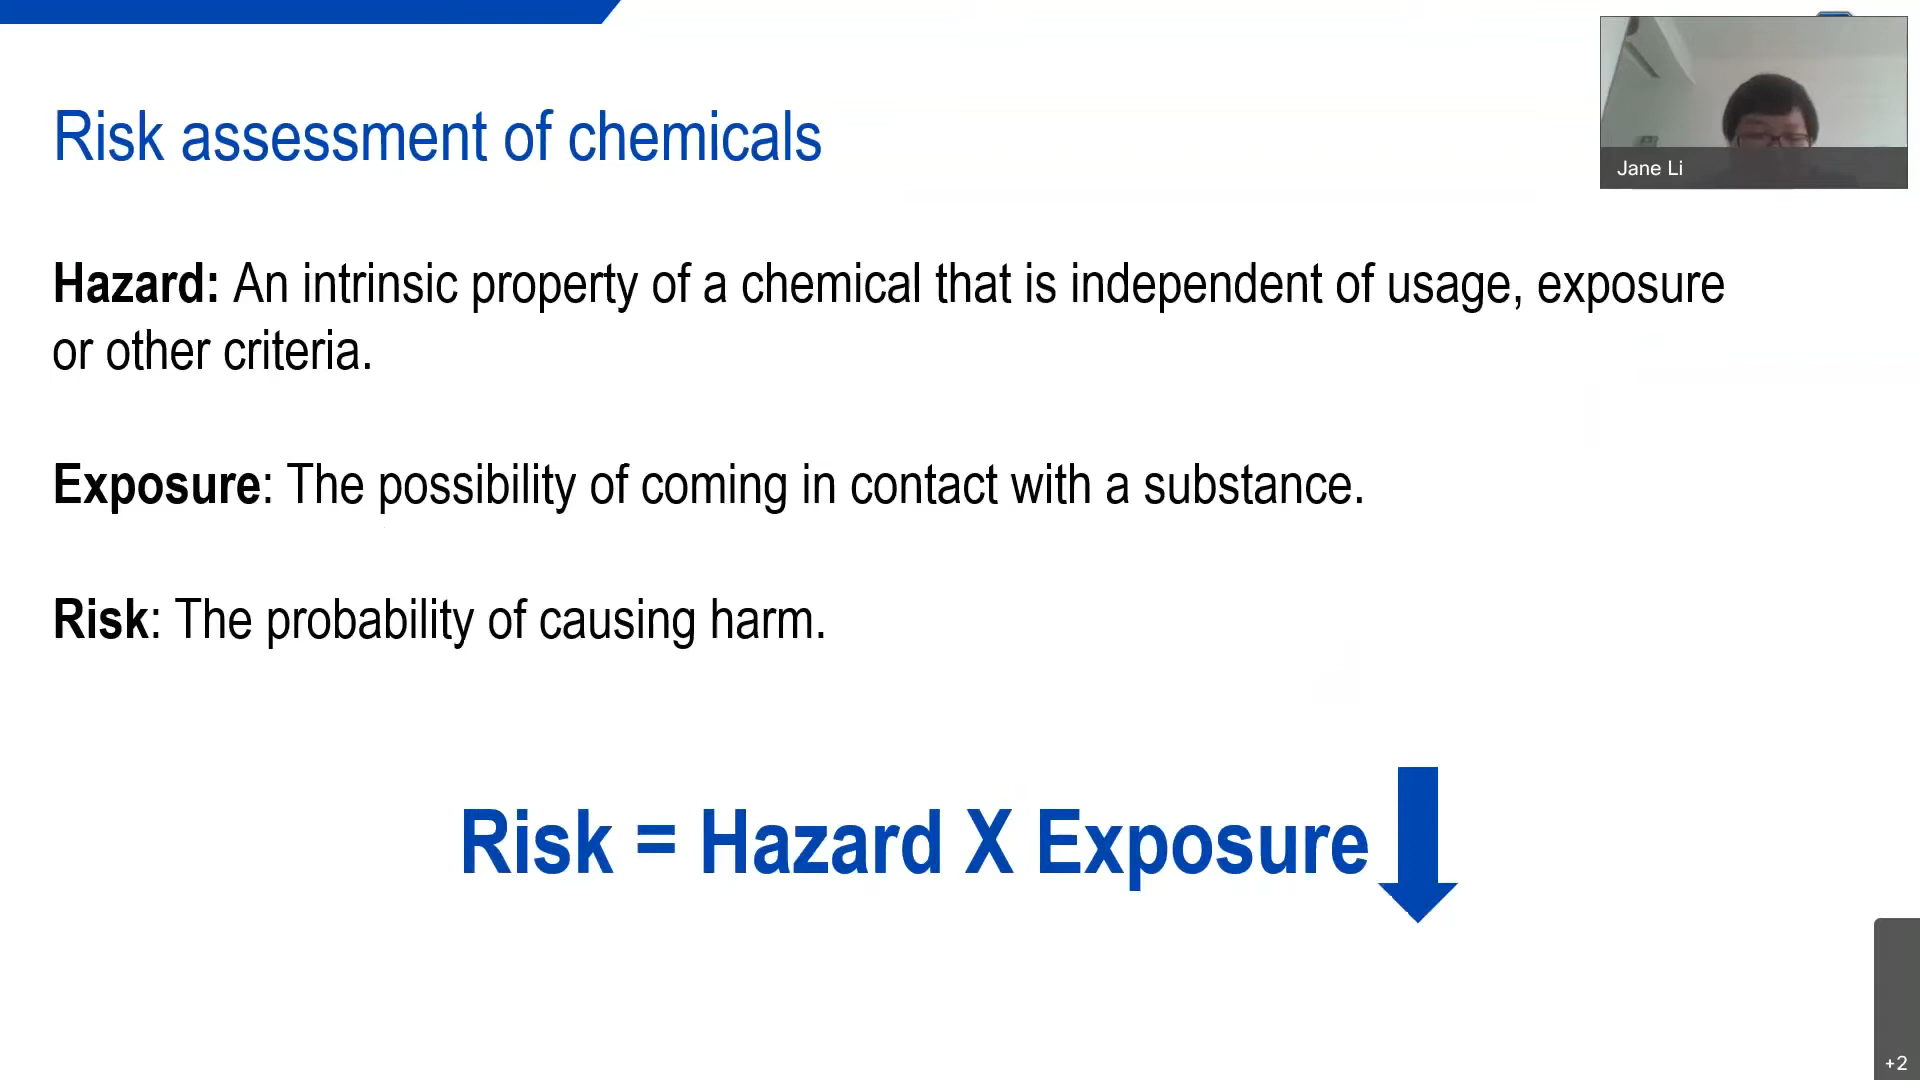 Risk assessment of chemicals
Jane Li
Hazard: An intrinsic property of a chemical that is independent of usage, exposure
or other criteria.
Exposure: The possibility of coming in contact with a substance.
Risk: The probability of causing harm.
Risk = Hazard X Exposure
+2